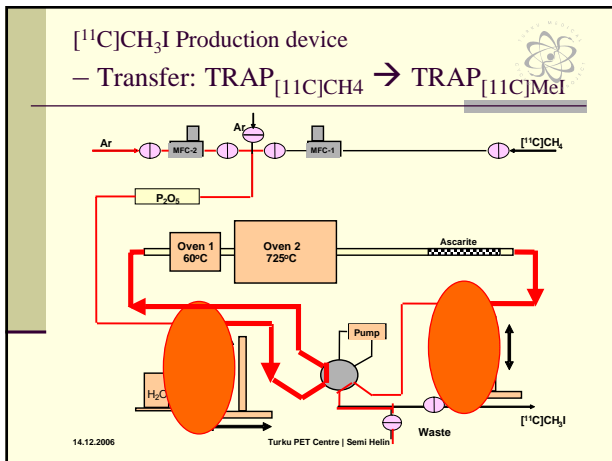 [¹¹C]CH₃I Production device
– Transfer: TRAP[11C]CH4 → TRAP[11C]MeI
Ar
Ar
MFC-2
MFC-1
[¹¹C]CH₄
P₂O₅
Oven 1
60°C
Oven 2
725°C
Ascarite
Pump
H₂O
[¹¹C]CH₃I
Waste
14.12.2006
Turku PET Centre | Semi Helin